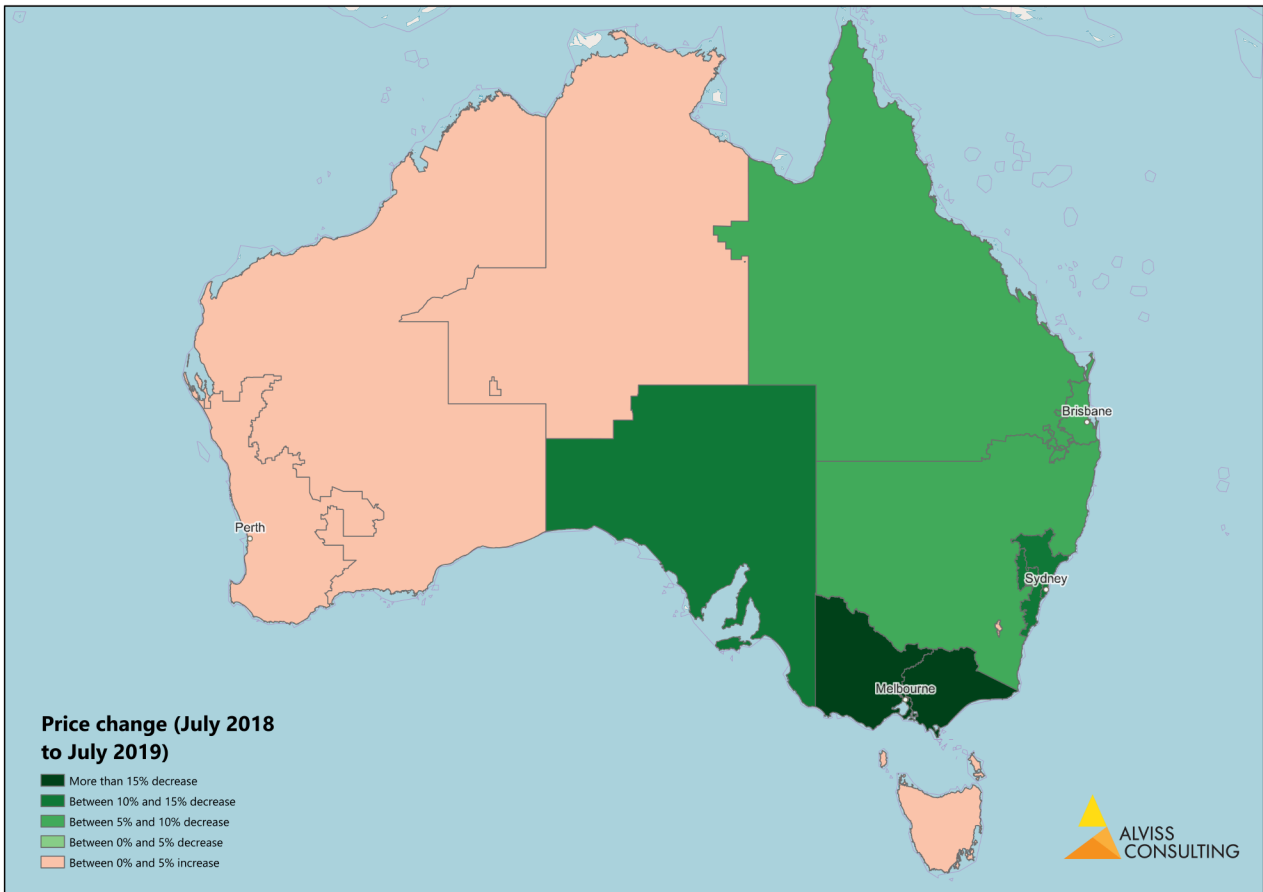 Brisbane
Perth
Sydney
Melbourne
Price change (July 2018
to July 2019)
More than 15% decrease
Between 10% and 15% decrease
Between 5% and 10% decrease
Between 0% and 5% decrease
Between 0% and 5% increase
ALVISS
CONSULTING